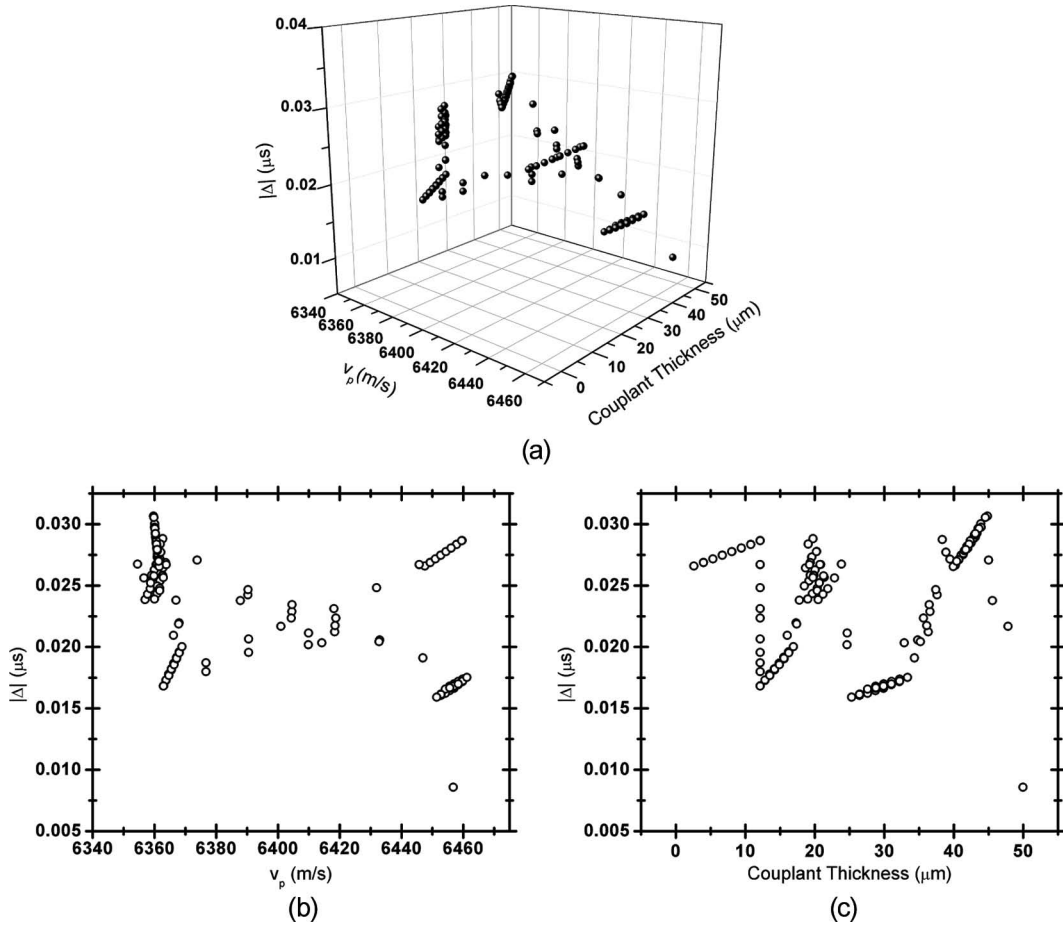 0.04
0.03
0.02
0.01
|Δ| (μs)
6340
6360
6380
6400
6420
6440
6460
v_p (m/s)
0
10
20
30
40
50
Couplant Thickness (μm)
(a)
0.030
0.025
0.020
0.015
0.010
0.005
|Δ| (μs)
6340 6360 6380 6400 6420 6440 6460
v_p (m/s)
(b)
0.030
0.025
0.020
0.015
0.010
0.005
|Δ| (μs)
0 10 20 30 40 50
Couplant Thickness (μm)
(c)